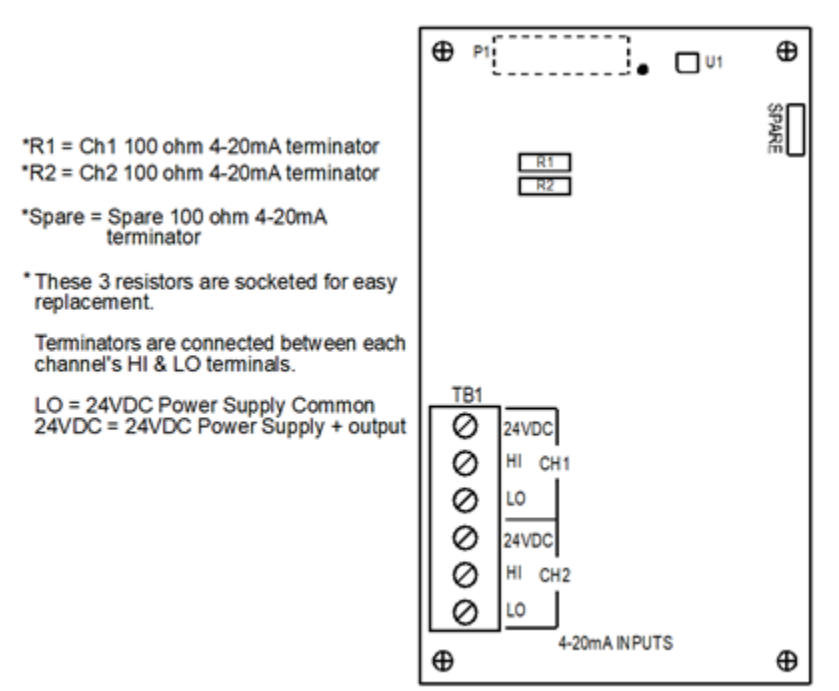 *R1 = Ch1 100 ohm 4-20mA terminator
*R2 = Ch2 100 ohm 4-20mA terminator
*Spare = Spare 100 ohm 4-20mA
terminator
* These 3 resistors are socketed for easy
replacement.
Terminators are connected between each
channel's HI & LO terminals.
LO = 24VDC Power Supply Common
24VDC = 24VDC Power Supply + output
P1
U1
SPARE
R1
R2
TB1
24VDC
HI CH1
LO
24VDC
HI CH2
LO
4-20mA INPUTS